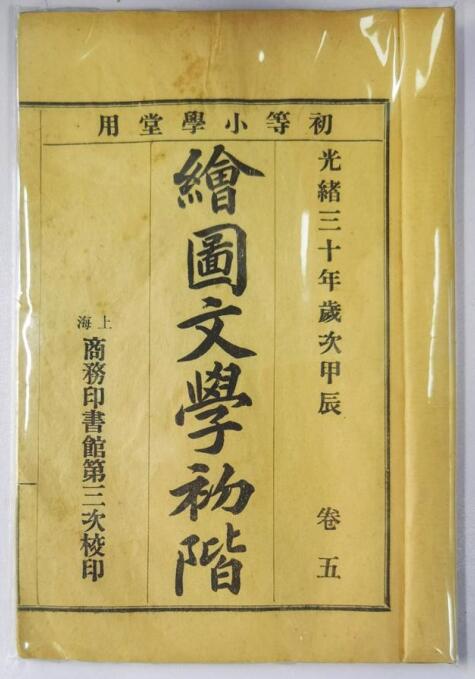 初等小學堂用
光緒三十年歲次甲辰
卷五
繪圖文學初階
上海
商務印書館第三次校印